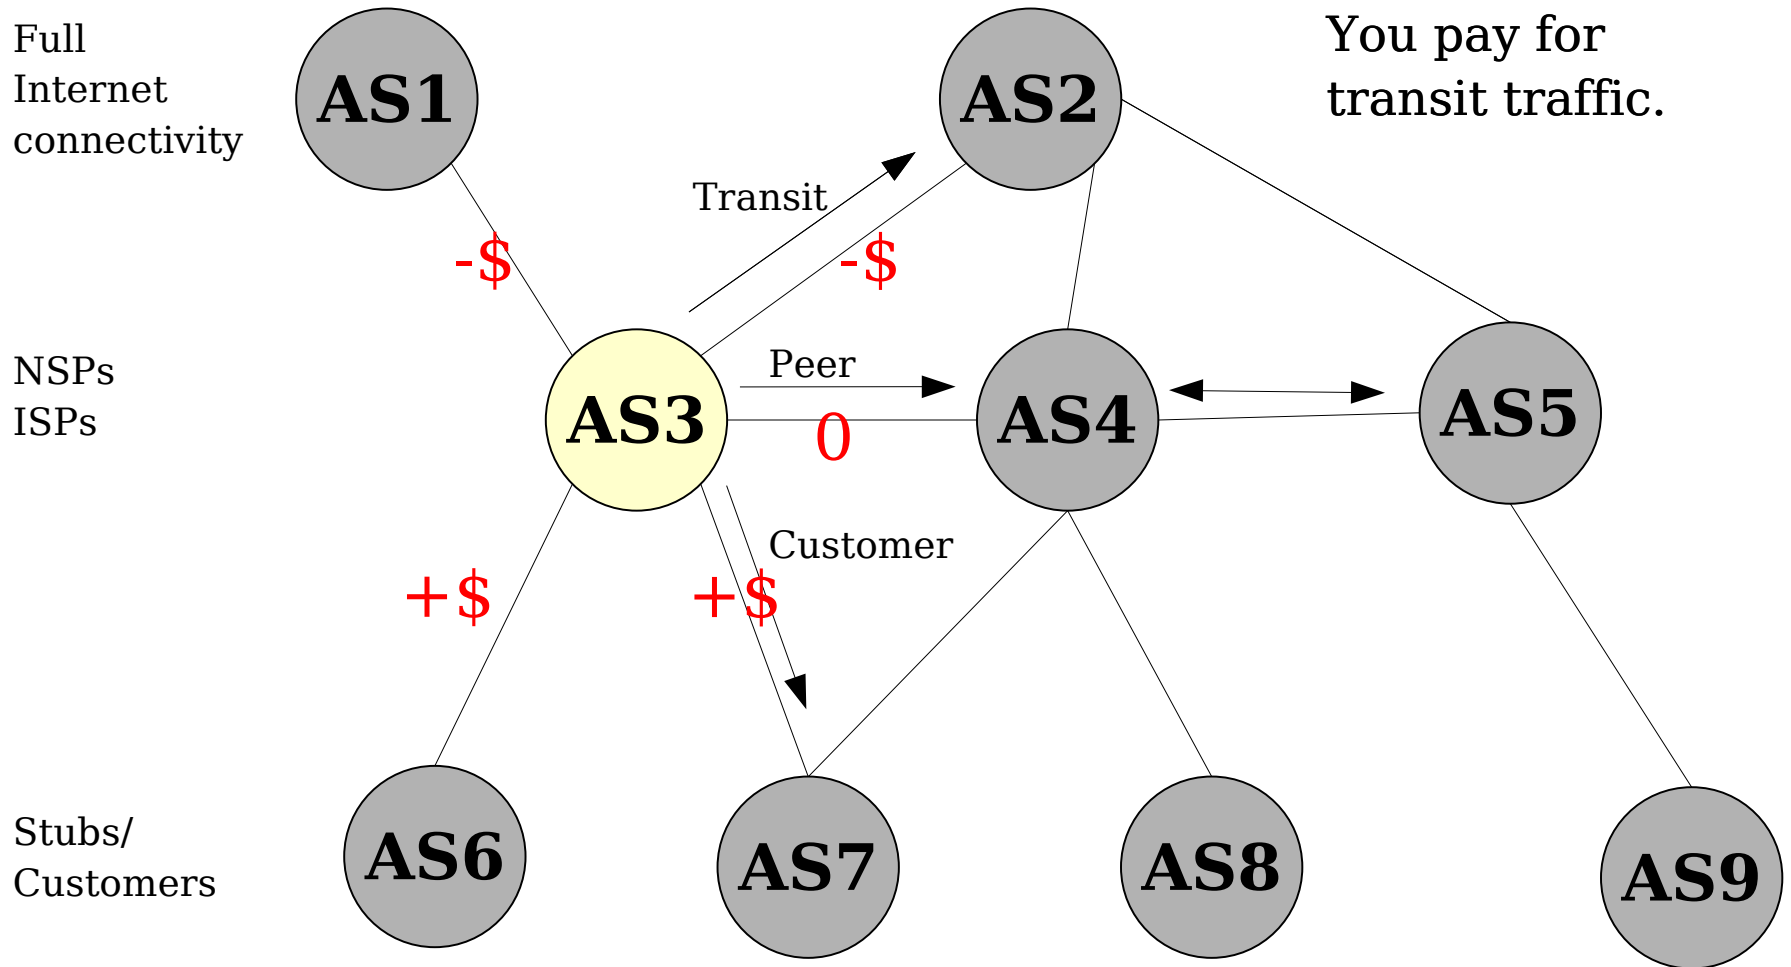 Full
Internet
connectivity
AS1
AS2
You pay for
transit traffic.
Transit
-$
-$
NSPs
ISPs
AS3
Peer
0
AS4
AS5
Customer
+$
+$
Stubs/
Customers
AS6
AS7
AS8
AS9